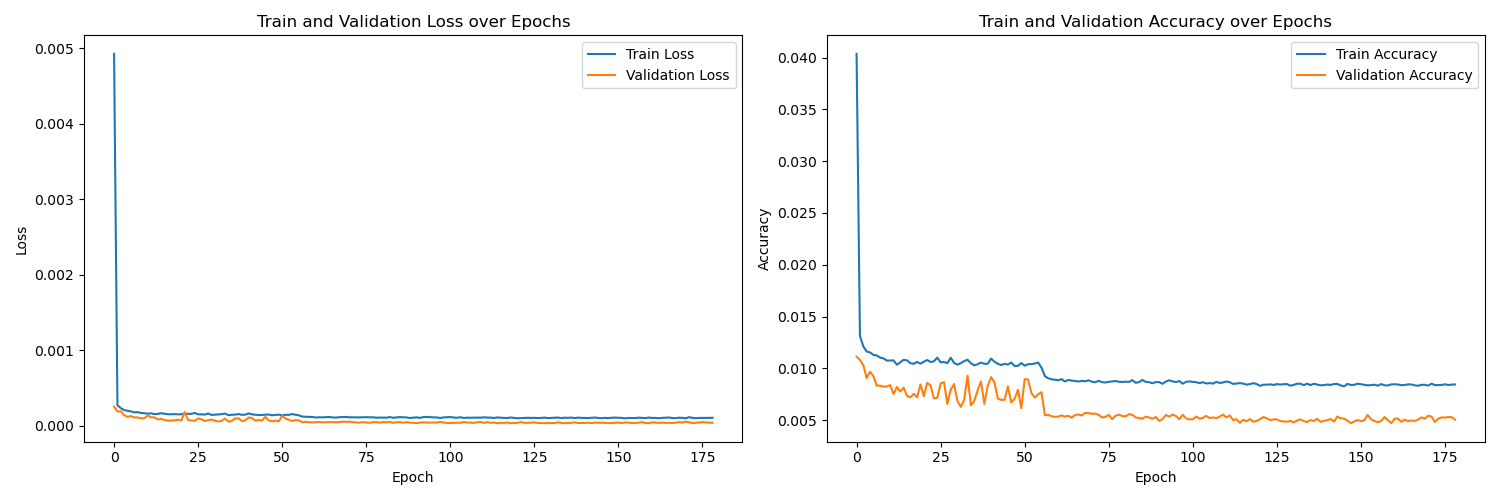 Train and Validation Loss over Epochs
Train Loss
Validation Loss
0.005
0.004
0.003
0.002
0.001
0.000
Loss
0 25 50 75 100 125 150 175
Epoch
Train and Validation Accuracy over Epochs
Train Accuracy
Validation Accuracy
0.040
0.035
0.030
0.025
0.020
0.015
0.010
0.005
Accuracy
0 25 50 75 100 125 150 175
Epoch